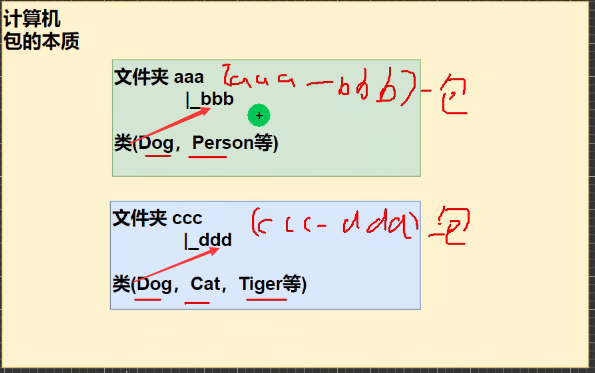 计算机
包的本质
文件夹 aaa (aaa-bbb)-包
|_bbb
类(Dog，Person等)
文件夹 ccc (ccc-ddd)-包
|_ddd
类(Dog，Cat，Tiger等)